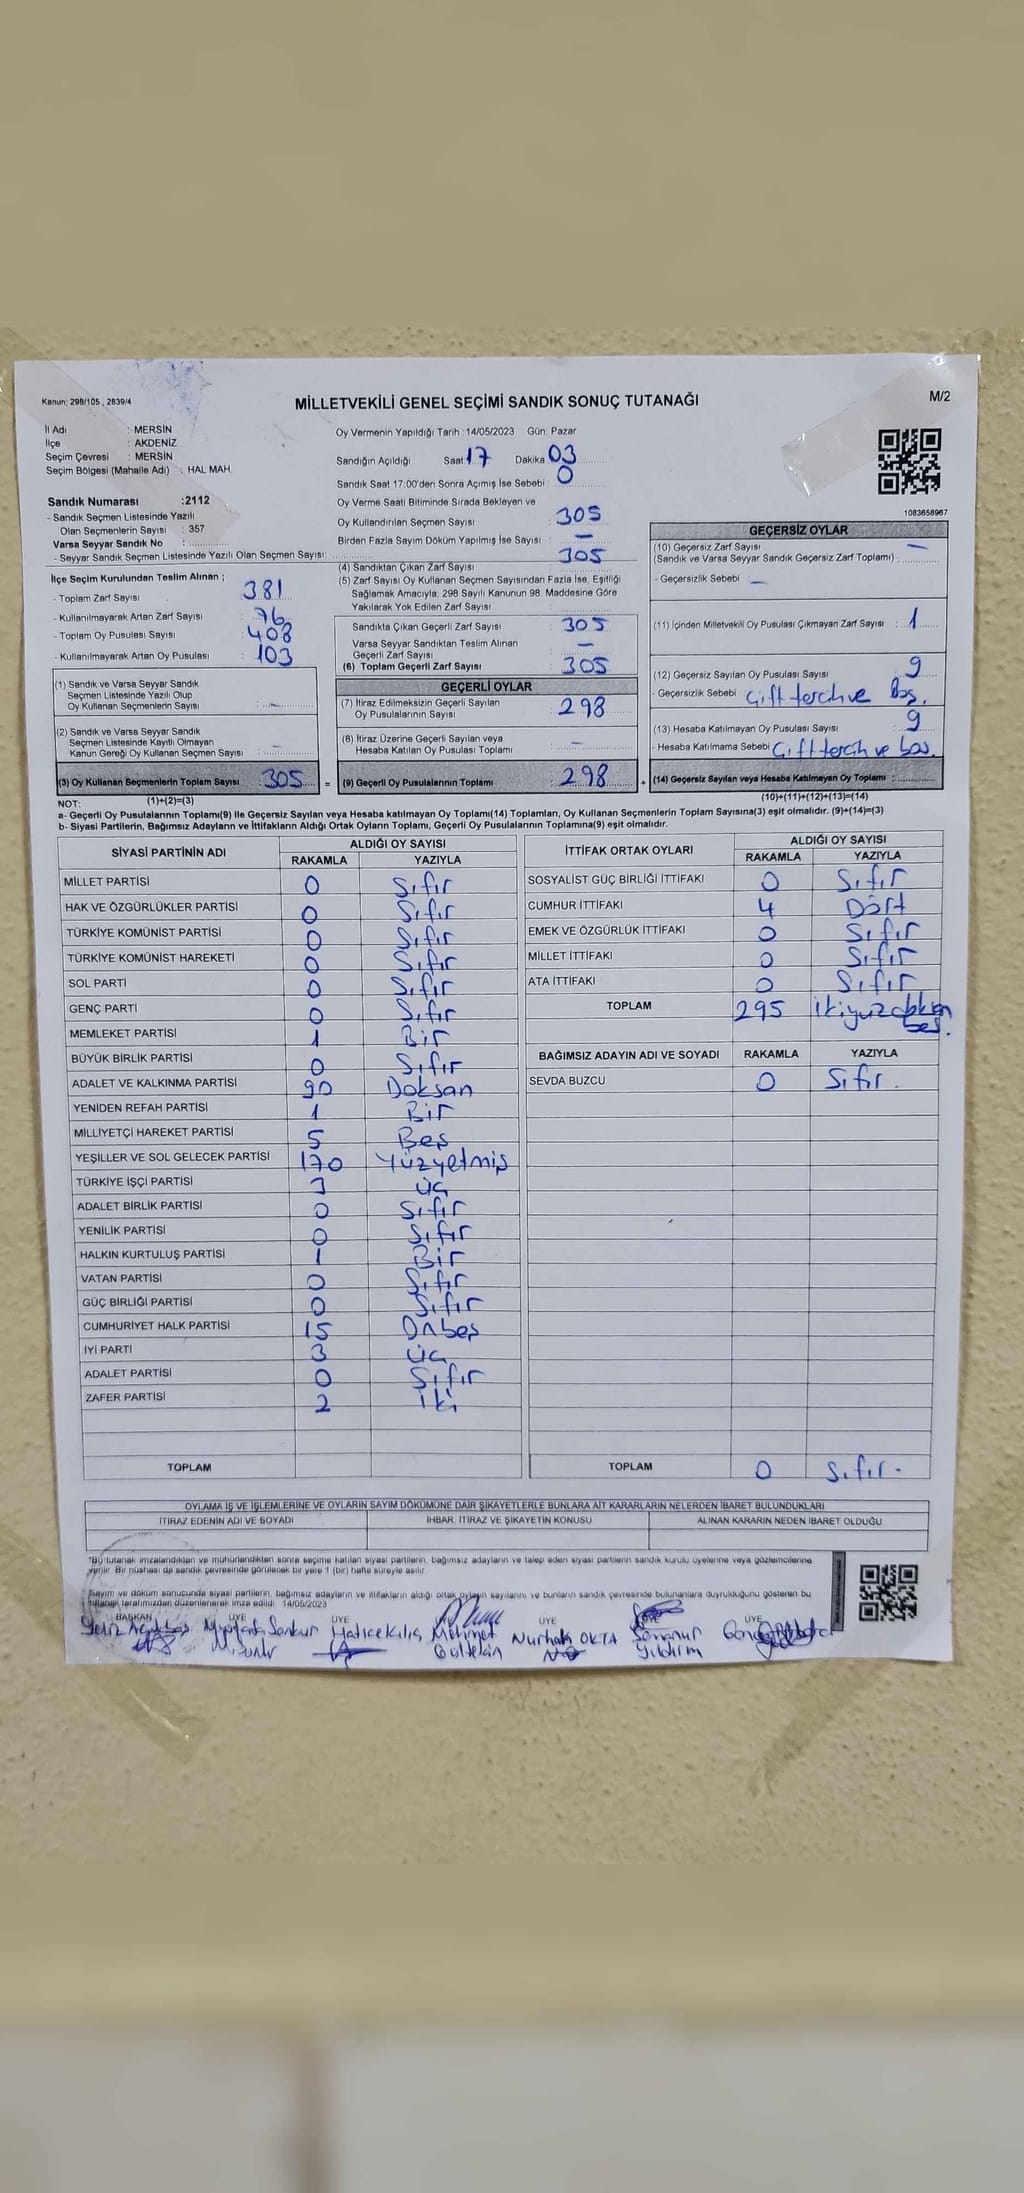 Kanun; 298/105 , 2839/4
MİLLETVEKİLİ GENEL SEÇİMİ SANDIK SONUÇ TUTANAĞI
M/2
İl Adı : MERSİN
İlçe : AKDENİZ
Seçim Çevresi : MERSİN
Seçim Bölgesi (Mahalle Adı) : HAL MAH.
Sandık Numarası :2112
- Sandık Seçmen Listesinde Yazılı
Olan Seçmenlerin Sayısı : 357
Varsa Seyyar Sandık No :
- Seyyar Sandık Seçmen Listesinde Yazılı Olan Seçmen Sayısı:
İlçe Seçim Kurulundan Teslim Alınan ;
- Toplam Zarf Sayısı : 381
- Kullanılmayarak Artan Zarf Sayısı : 76
- Toplam Oy Pusulası Sayısı : 408
- Kullanılmayarak Artan Oy Pusulası : 103
(1) Sandık ve Varsa Seyyar Sandık
Seçmen Listesinde Yazılı Olup
Oy Kullanan Seçmenlerin Sayısı : -
(2) Sandık ve Varsa Seyyar Sandık
Seçmen Listesinde Kayıtlı Olmayan
Kanun Gereği Oy Kullanan Seçmen Sayısı : -
(3) Oy Kullanan Seçmenlerin Toplam Sayısı : 305 =
Oy Vermenin Yapıldığı Tarih :14/05/2023 Gün: Pazar
Sandığın Açıldığı Saat: 17 Dakika: 03
Sandık Saat 17:00'den Sonra Açımış İse Sebebi : 0
Oy Verme Saati Bitiminde Sırada Bekleyen ve
Oy Kullandırılan Seçmen Sayısı : 305
Birden Fazla Sayım Döküm Yapılmış İse Sayısı : -
(4) Sandıktan Çıkan Zarf Sayısı : 305
(5) Zarf Sayısı Oy Kullanan Seçmen Sayısından Fazla İse, Eşitliği
Sağlamak Amacıyla, 298 Sayılı Kanunun 98. Maddesine Göre
Yakılarak Yok Edilen Zarf Sayısı :
Sandıkta Çıkan Geçerli Zarf Sayısı : 305
Varsa Seyyar Sandıktan Teslim Alınan
Geçerli Zarf Sayısı : -
(6) Toplam Geçerli Zarf Sayısı : 305
GEÇERLİ OYLAR
(7) İtiraz Edilmeksizin Geçerli Sayılan
Oy Pusulalarının Sayısı : 298
(8) İtiraz Üzerine Geçerli Sayılan veya
Hesaba Katılan Oy Pusulası Toplamı : -
(9) Geçerli Oy Pusulalarının Toplamı : 298 +
1083658967
GEÇERSİZ OYLAR
(10) Geçersiz Zarf Sayısı -
(Sandık ve Varsa Seyyar Sandık Geçersiz Zarf Toplamı) :
- Geçersizlik Sebebi : -
(11) İçinden Milletvekili Oy Pusulası Çıkmayan Zarf Sayısı : 1
(12) Geçersiz Sayılan Oy Pusulası Sayısı : 9
- Geçersizlik Sebebi : Çift tercih ve boş.
(13) Hesaba Katılmayan Oy Pusulası Sayısı : 9
- Hesaba Katılmama Sebebi : Çift tercih ve boş.
(14) Geçersiz Sayılan veya Hesaba Katılmayan Oy Toplamı :
NOT: (1)+(2)=(3) (10)+(11)+(12)+(13)=(14)
a- Geçerli Oy Pusulalarının Toplamı(9) İle Geçersiz Sayılan veya Hesaba katılmayan Oy Toplamı(14) Toplamları, Oy Kullanan Seçmenlerin Toplam Sayısına(3) eşit olmalıdır. (9)+(14)=(3)
b- Siyasi Partilerin, Bağımsız Adayların ve İttifakların Aldığı Ortak Oyların Toplamı, Geçerli Oy Pusulalarının Toplamına(9) eşit olmalıdır.
SİYASİ PARTİNİN ADI ALDIĞI OY SAYISI
RAKAMLA YAZIYLA
MİLLET PARTİSİ 0 Sıfır
HAK VE ÖZGÜRLÜKLER PARTİSİ 0 Sıfır
TÜRKİYE KOMÜNİST PARTİSİ 0 Sıfır
TÜRKİYE KOMÜNİST HAREKETİ 0 Sıfır
SOL PARTİ 0 Sıfır
GENÇ PARTİ 0 Sıfır
MEMLEKET PARTİSİ 1 Bir
BÜYÜK BİRLİK PARTİSİ 0 Sıfır
ADALET VE KALKINMA PARTİSİ 90 Doksan
YENİDEN REFAH PARTİSİ 1 Bir
MİLLİYETÇİ HAREKET PARTİSİ 5 Beş
YEŞİLLER VE SOL GELECEK PARTİSİ 170 Yüzyetmiş
TÜRKİYE İŞÇİ PARTİSİ 3 Üç
ADALET BİRLİK PARTİSİ 0 Sıfır
YENİLİK PARTİSİ 0 Sıfır
HALKIN KURTULUŞ PARTİSİ 1 Bir
VATAN PARTİSİ 0 Sıfır
GÜÇ BİRLİĞİ PARTİSİ 0 Sıfır
CUMHURİYET HALK PARTİSİ 15 Onbeş
İYİ PARTİ 3 Üç
ADALET PARTİSİ 0 Sıfır
ZAFER PARTİSİ 2 İki
TOPLAM
İTTİFAK ORTAK OYLARI ALDIĞI OY SAYISI
RAKAMLA YAZIYLA
SOSYALİST GÜÇ BİRLİĞİ İTTİFAKI 0 Sıfır
CUMHUR İTTİFAKI 4 Dört
EMEK VE ÖZGÜRLÜK İTTİFAKI 0 Sıfır
MİLLET İTTİFAKI 0 Sıfır
ATA İTTİFAKI 0 Sıfır
TOPLAM 295 İkiyüzdoksan
beş.
BAĞIMSIZ ADAYIN ADI VE SOYADI RAKAMLA YAZIYLA
SEVDA BUZCU 0 Sıfır.
TOPLAM 0 Sıfır.
OYLAMA İŞ VE İŞLEMLERİNE VE OYLARIN SAYIM DÖKÜMÜNE DAİR ŞİKAYETLERLE BUNLARA AİT KARARLARIN NELERDEN İBARET BULUNDUKLARI
İTİRAZ EDENİN ADI VE SOYADI İHBAR, İTİRAZ VE ŞİKAYETİN KONUSU ALINAN KARARIN NEDEN İBARET OLDUĞU
*Bu tutanak imzalandıktan ve mühürlendikten sonra seçime katılan siyasi partilerin, bağımsız adayların ve talep eden siyasi partilerin sandık kurulu üyelerine veya gözlemcilerine
verilir. Bir nüshası da sandık çevresinde görülecek bir yere 1 (bir) hafta süreyle asılır.
Sayım ve döküm sonucunda siyasi partilerin, bağımsız adayların ve ittifakların aldığı ortak oyların sayılarını ve bunların sandık çevresinde bulunanlara duyurulduğunu gösteren bu
tutanak tarafımızdan düzenlenerek imza edildi. 14/05/2023
BAŞKAN ÜYE ÜYE ÜYE ÜYE ÜYE
Hatice Kılıç Mehmet Nurhak OKTA
Gültekin Yıldırım